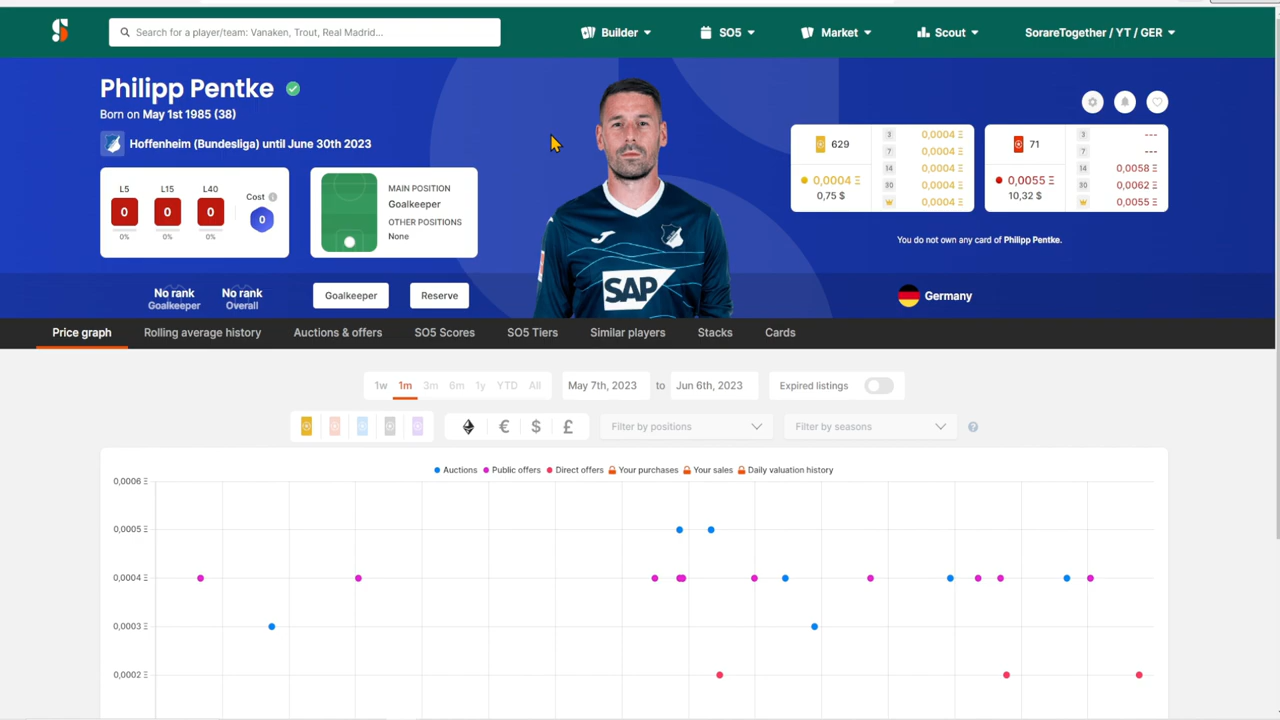 Search for a player/team: Vanaken, Trout, Real Madrid...
Builder
SO5
Market
Scout
SorareTogether / YT / GER
Philipp Pentke
Born on May 1st 1985 (38)
Hoffenheim (Bundesliga) until June 30th 2023
L5 L15 L40 Cost
0 0 0 0
0% 0% 0%
MAIN POSITION
Goalkeeper
OTHER POSITIONS
None
SAP
629
0,0004 Ξ
0,75 $
3 0,0004 Ξ
7 0,0004 Ξ
14 0,0004 Ξ
30 0,0004 Ξ
W 0,0004 Ξ
71
0,0055 Ξ
10,32 $
3 ---
7 ---
14 0,0058 Ξ
30 0,0062 Ξ
W 0,0055 Ξ
You do not own any card of Philipp Pentke.
No rank
Goalkeeper
No rank
Overall
Goalkeeper
Reserve
Germany
Price graph
Rolling average history
Auctions & offers
SO5 Scores
SO5 Tiers
Similar players
Stacks
Cards
1w 1m 3m 6m 1y YTD All
May 7th, 2023 to Jun 6th, 2023
Expired listings
€ $ £
Filter by positions
Filter by seasons
?
Auctions Public offers Direct offers Your purchases Your sales Daily valuation history
0,0006 Ξ
0,0005 Ξ
0,0004 Ξ
0,0003 Ξ
0,0002 Ξ